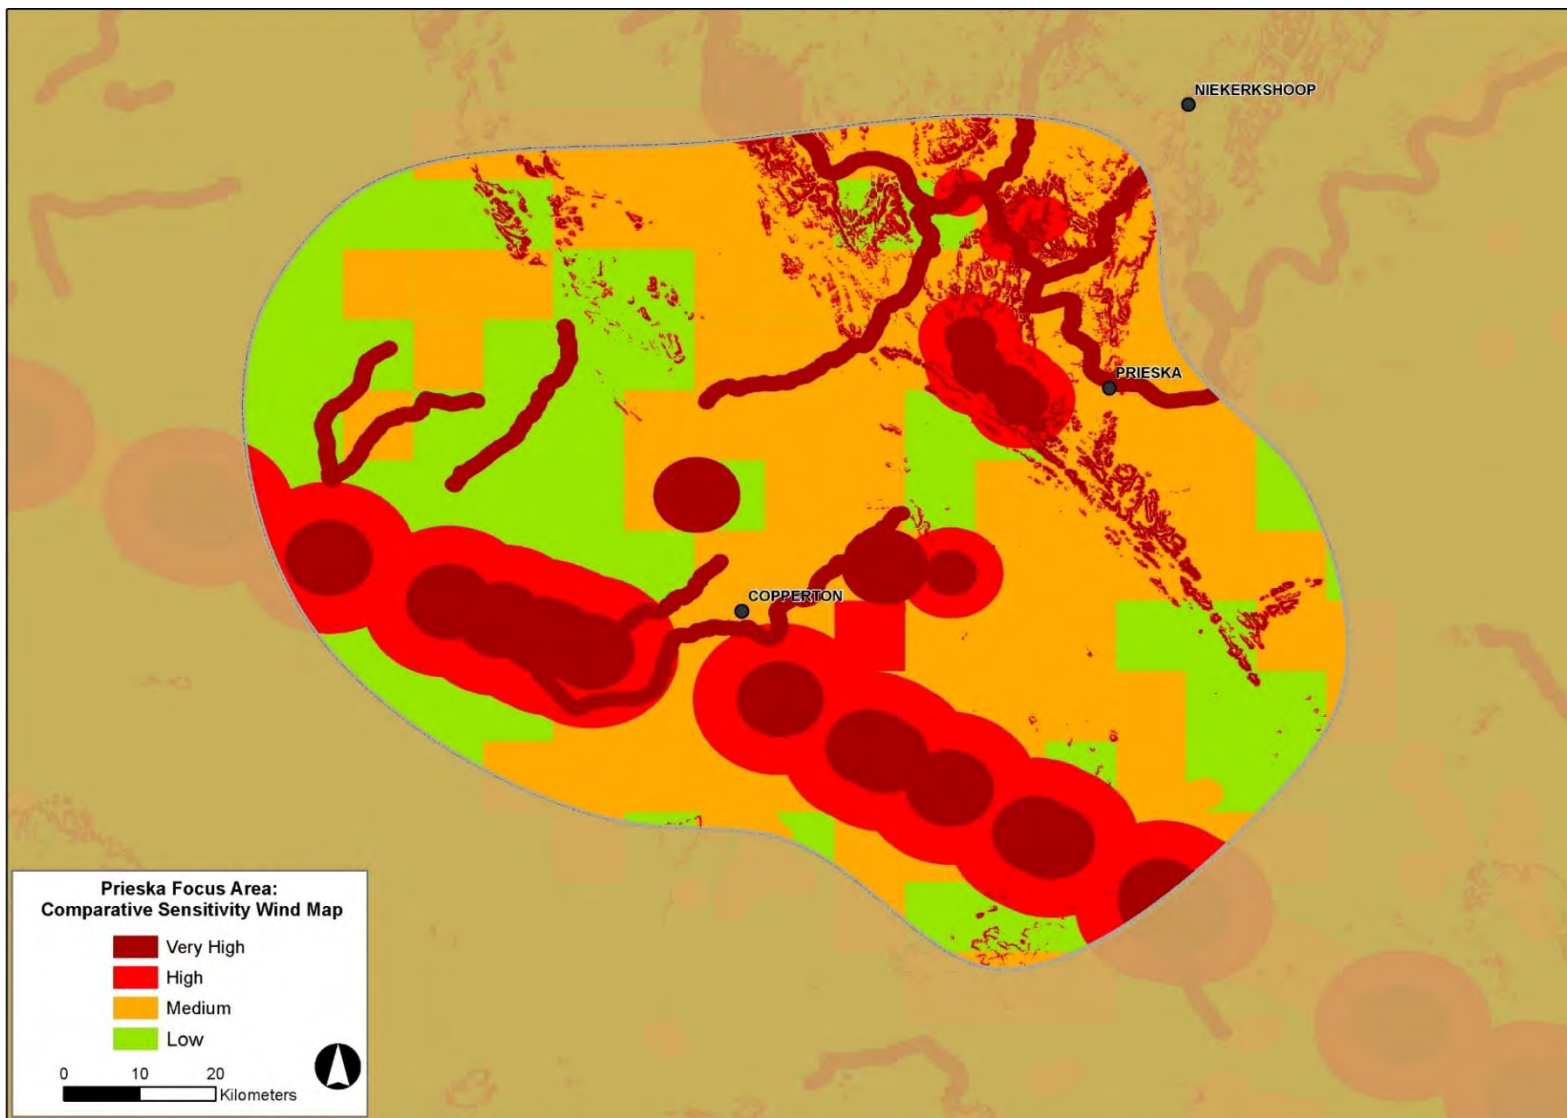 NIEKERKSHOOP
PRIESKA
COPPERTON
Prieska Focus Area:
Comparative Sensitivity Wind Map
Very High
High
Medium
Low
0 10 20
Kilometers